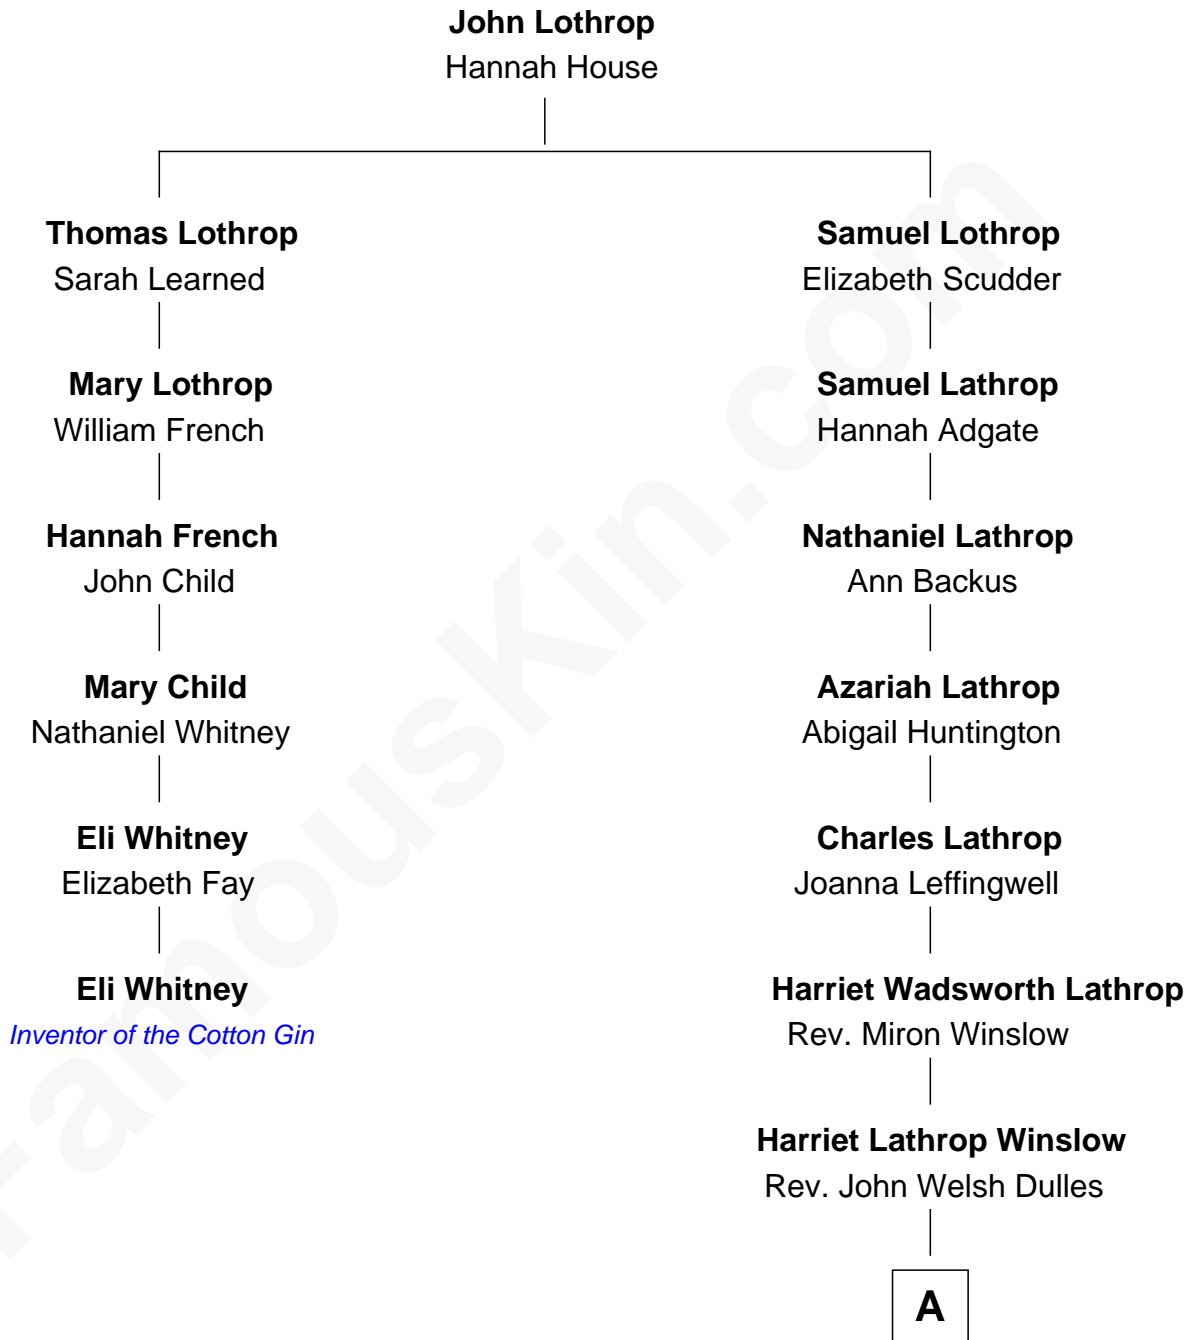 John Lothrop
Hannah House
Thomas Lothrop
Sarah Learned
Samuel Lothrop
Elizabeth Scudder
Mary Lothrop
William French
Samuel Lathrop
Hannah Adgate
Hannah French
John Child
Nathaniel Lathrop
Ann Backus
Mary Child
Nathaniel Whitney
Azariah Lathrop
Abigail Huntington
Eli Whitney
Elizabeth Fay
Charles Lathrop
Joanna Leffingwell
Eli Whitney
Inventor of the Cotton Gin
Harriet Wadsworth Lathrop
Rev. Miron Winslow
Harriet Lathrop Winslow
Rev. John Welsh Dulles
A
FamousKin.com